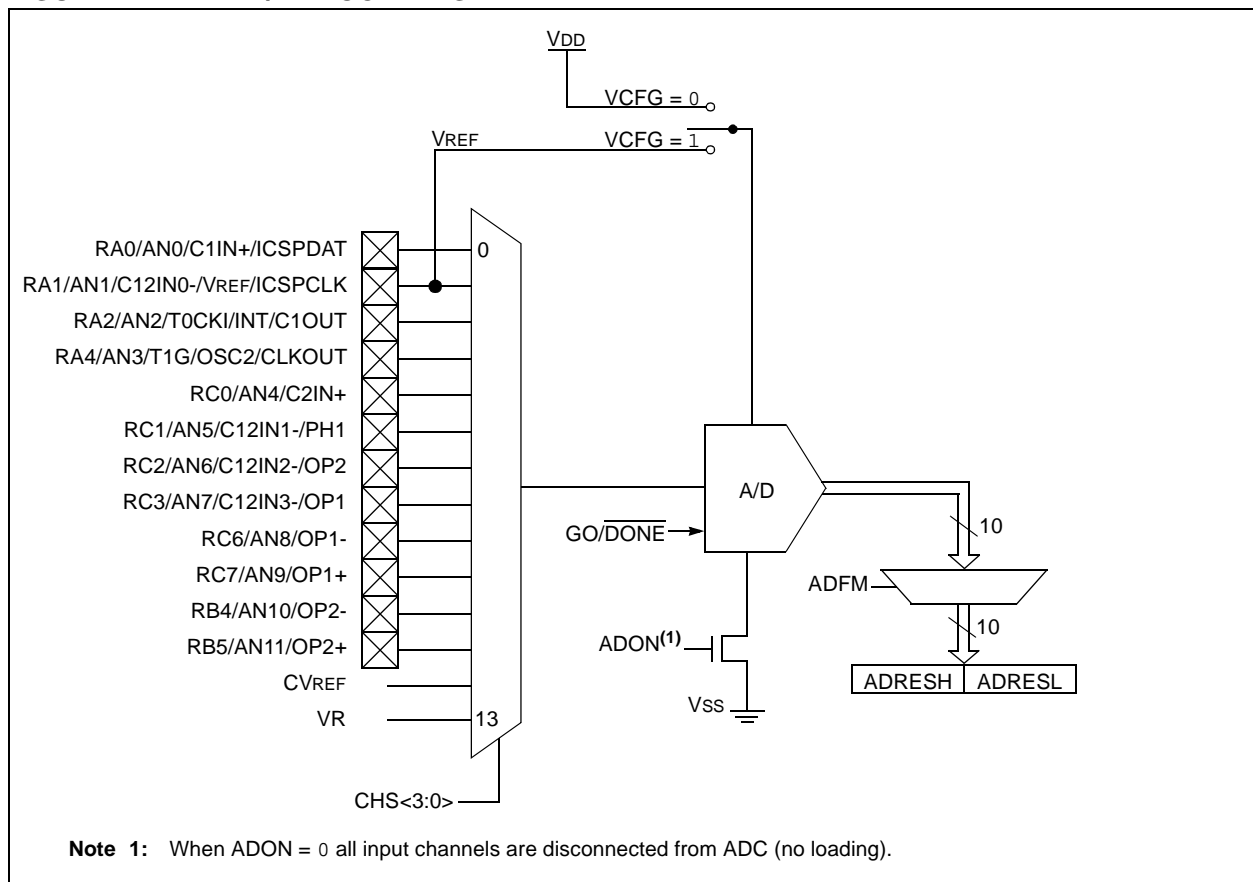 VDD
VCFG = 0
VREF
VCFG = 1
RA0/AN0/C1IN+/ICSPDAT
0
RA1/AN1/C12IN0-/VREF/ICSPCLK
RA2/AN2/T0CKI/INT/C1OUT
RA4/AN3/T1G/OSC2/CLKOUT
RC0/AN4/C2IN+
RC1/AN5/C12IN1-/PH1
RC2/AN6/C12IN2-/OP2
RC3/AN7/C12IN3-/OP1
RC6/AN8/OP1-
RC7/AN9/OP1+
RB4/AN10/OP2-
RB5/AN11/OP2+
CVREF
VR
13
CHS<3:0>
A/D
GO/DONE
10
ADFM
10
ADON(1)
ADRESH ADRESL
VSS
Note 1: When ADON = 0 all input channels are disconnected from ADC (no loading).